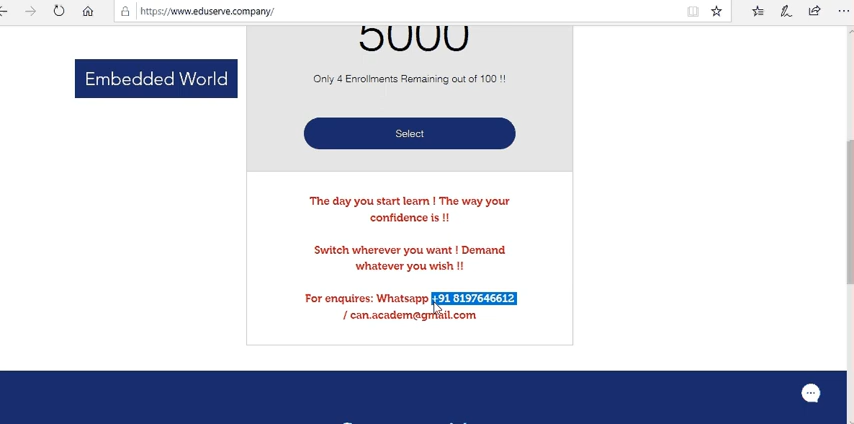 https://www.eduserve.company/
5000
Embedded World
Only 4 Enrollments Remaining out of 100 !!
Select
The day you start learn ! The way your
confidence is !!
Switch wherever you want ! Demand
whatever you wish !!
For enquires: Whatsapp +91 8197646612
/ can.academ@gmail.com